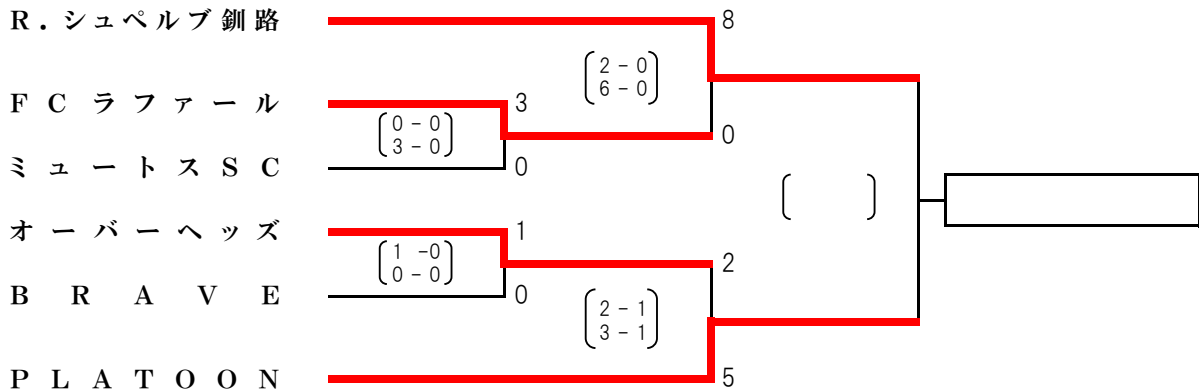 R.シュペルブ釧路
8
2-0
6-0
FCラファール
3
0-0
3-0
0
ミュートスSC
0
オーバーヘッズ
1
1 -0
0-0
2
BRAVE
0
2-1
3-1
PLATOON
5